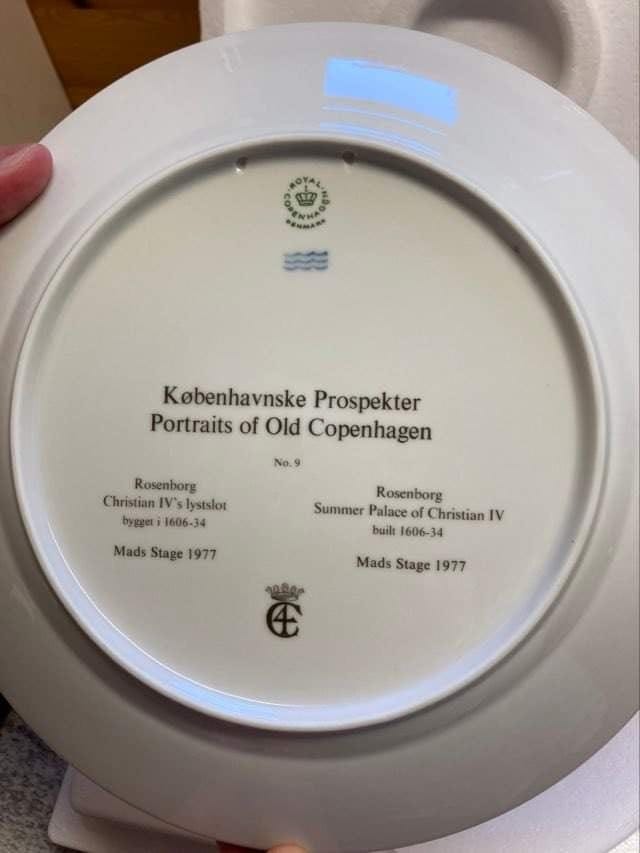 ROYAL COPENHAGEN
DENMARK
Københavnske Prospekter
Portraits of Old Copenhagen
No. 9
Rosenborg
Christian IV's lystslot
bygget i 1606-34
Mads Stage 1977
Rosenborg
Summer Palace of Christian IV
built 1606-34
Mads Stage 1977
C4